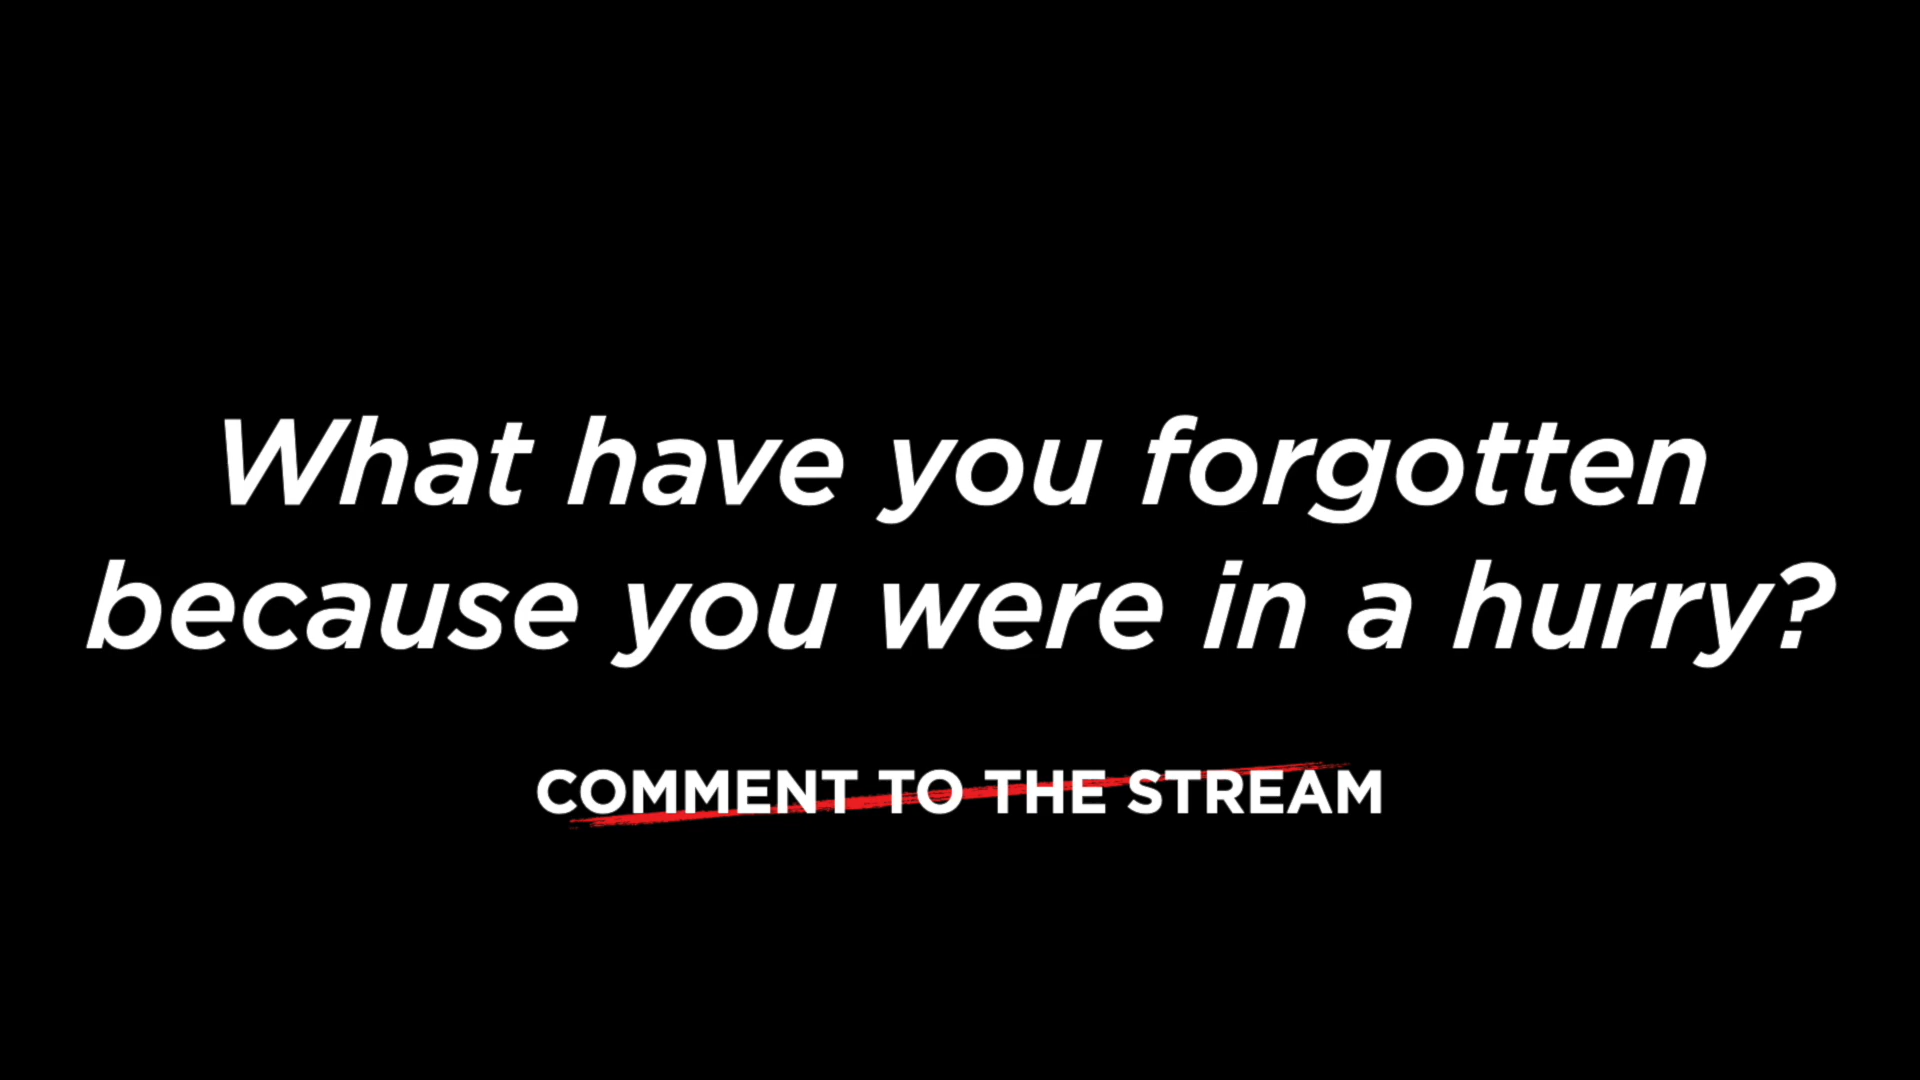 What have you forgotten
because you were in a hurry?
COMMENT TO THE STREAM